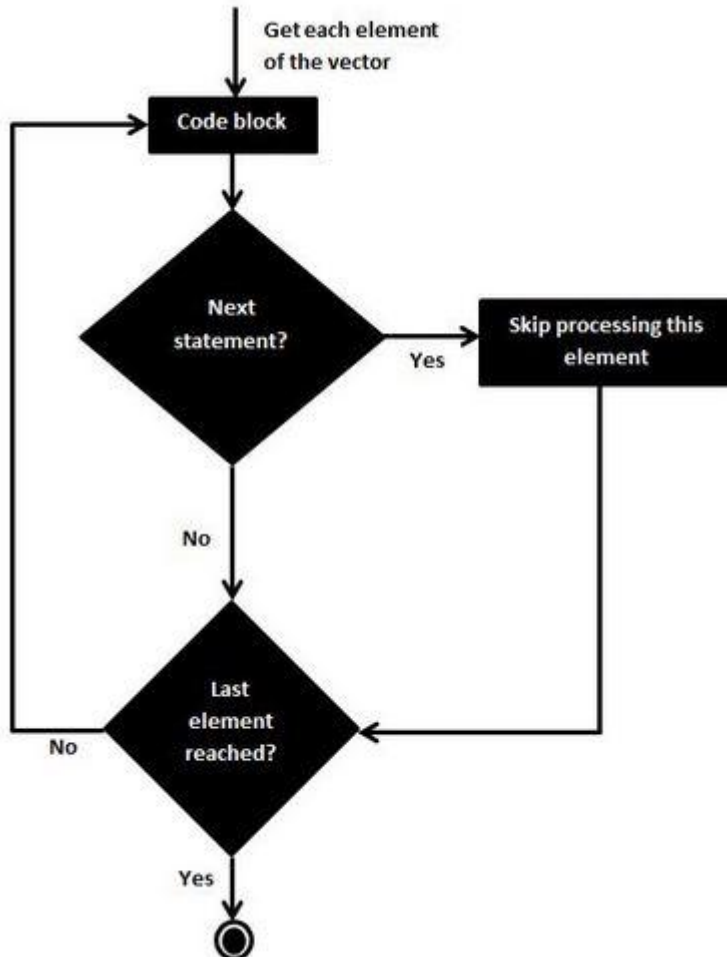 Get each element
of the vector
Code block
Next
statement?
Yes
Skip processing this
element
No
Last
element
reached?
No
Yes